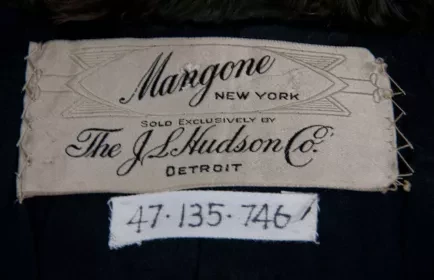 Mangone
NEW YORK
SOLD EXCLUSIVELY BY
The J L Hudson Co.
DETROIT
47·135·746